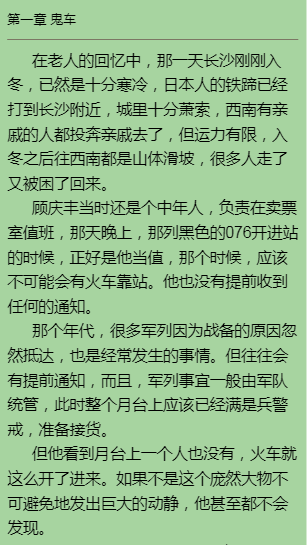 第一章 鬼车
在老人的回忆中，那一天长沙刚刚入
冬，已然是十分寒冷，日本人的铁蹄已经
打到长沙附近，城里十分萧索，西南有亲
戚的人都投奔亲戚去了，但运力有限，入
冬之后往西南都是山体滑坡，很多人走了
又被困了回来。
顾庆丰当时还是个中年人，负责在卖票
室值班，那天晚上，那列黑色的076开进站
的时候，正好是他当值，那个时候，应该
不可能会有火车靠站。他也没有提前收到
任何的通知。
那个年代，很多军列因为战备的原因忽
然抵达，也是经常发生的事情。但往往会
有提前通知，而且，军列事宜一般由军队
统管，此时整个月台上应该已经满是兵警
戒，准备接货。
但他看到月台上一个人也没有，火车就
这么开了进来。如果不是这个庞然大物不
可避免地发出巨大的动静，他甚至都不会
发现。